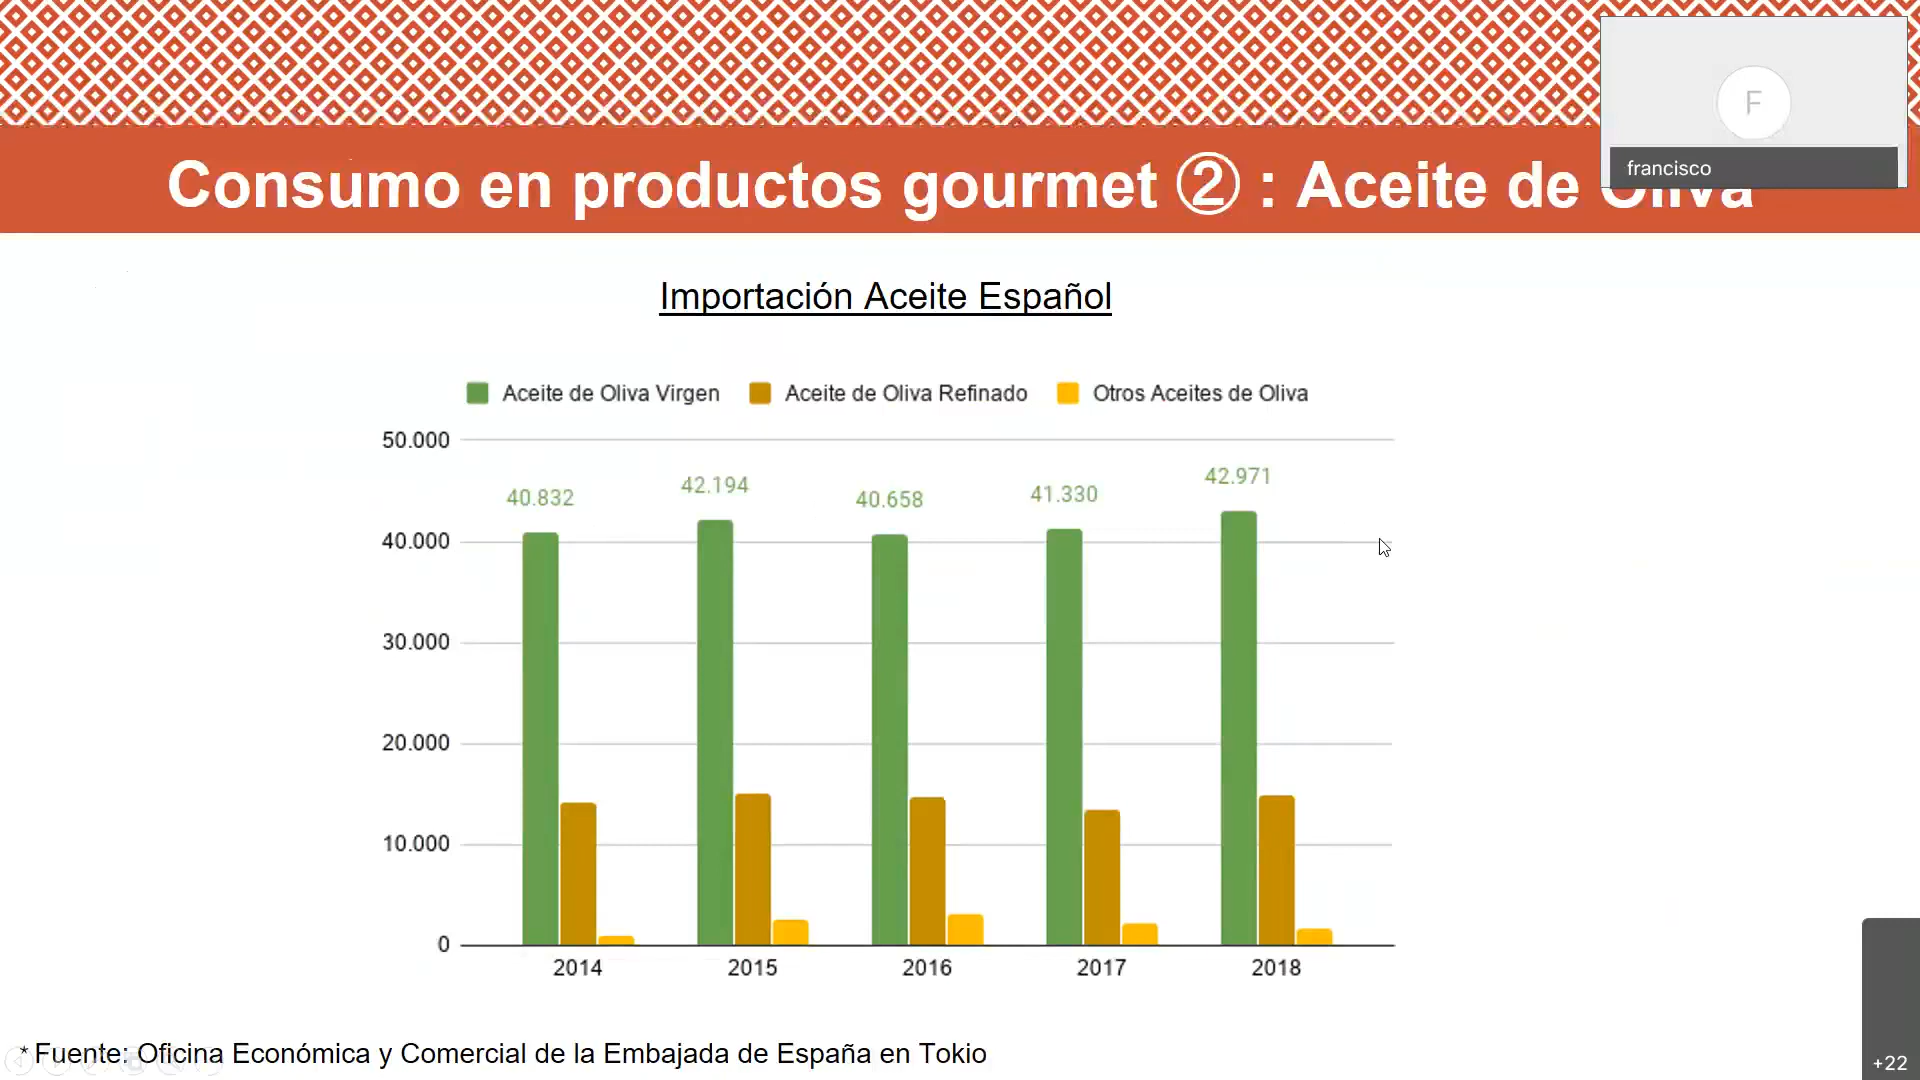 F
francisco
Consumo en productos gourmet ② : Aceite de Oliva
Importación Aceite Español
Aceite de Oliva Virgen Aceite de Oliva Refinado Otros Aceites de Oliva
50.000
40.000
30.000
20.000
10.000
0
40.832 42.194 40.658 41.330 42.971
2014 2015 2016 2017 2018
* Fuente: Oficina Económica y Comercial de la Embajada de España en Tokio
+22